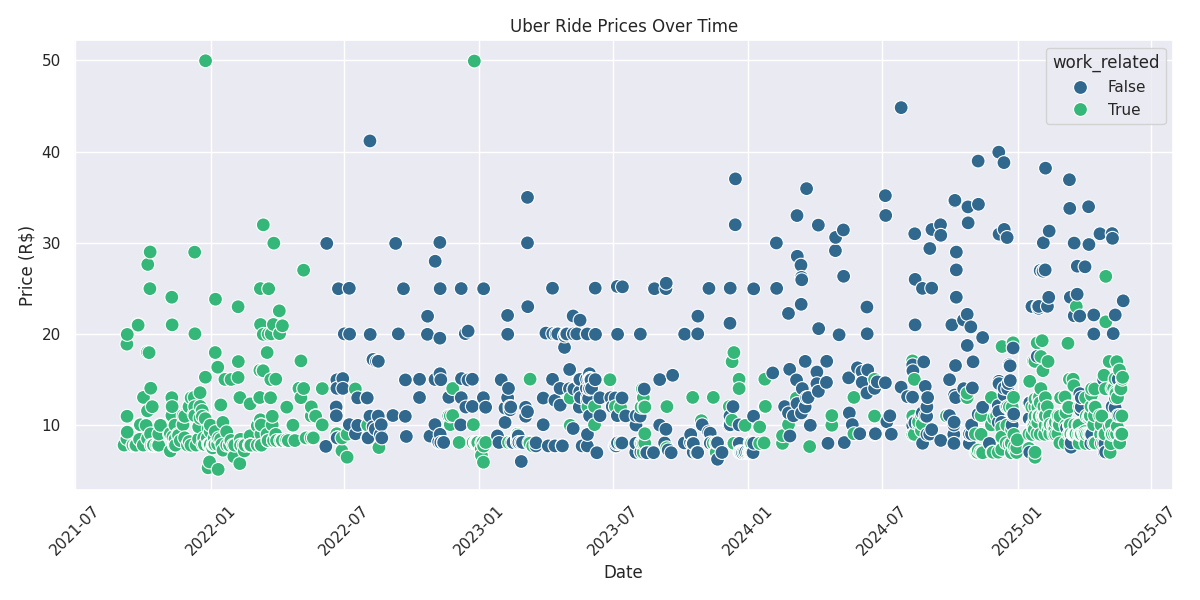 Uber Ride Prices Over Time
work_related
False
True
Price (R$)
50
40
30
20
10
2021-07
2022-01
2022-07
2023-01
2023-07
2024-01
2024-07
2025-01
2025-07
Date